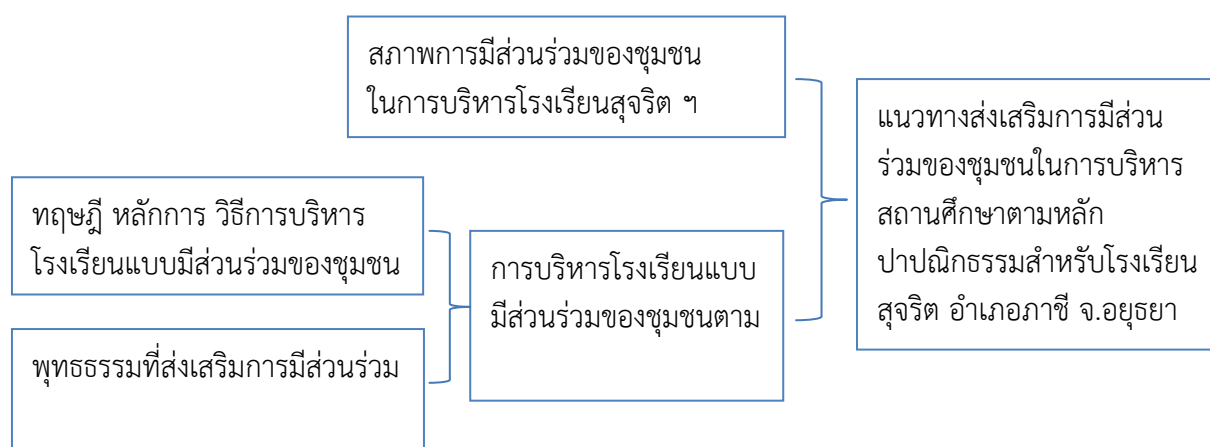 สภาพการมีส่วนร่วมของชุมชน
ในการบริหารโรงเรียนสุจริต ฯ
ทฤษฎี หลักการ วิธีการบริหาร
โรงเรียนแบบมีส่วนร่วมของชุมชน
พุทธธรรมที่ส่งเสริมการมีส่วนร่วม
การบริหารโรงเรียนแบบ
มีส่วนร่วมของชุมชนตาม
แนวทางส่งเสริมการมีส่วน
ร่วมของชุมชนในการบริหาร
สถานศึกษาตามหลัก
ปาปณิกธรรมสำหรับโรงเรียน
สุจริต อำเภอภาชี จ.อยุธยา